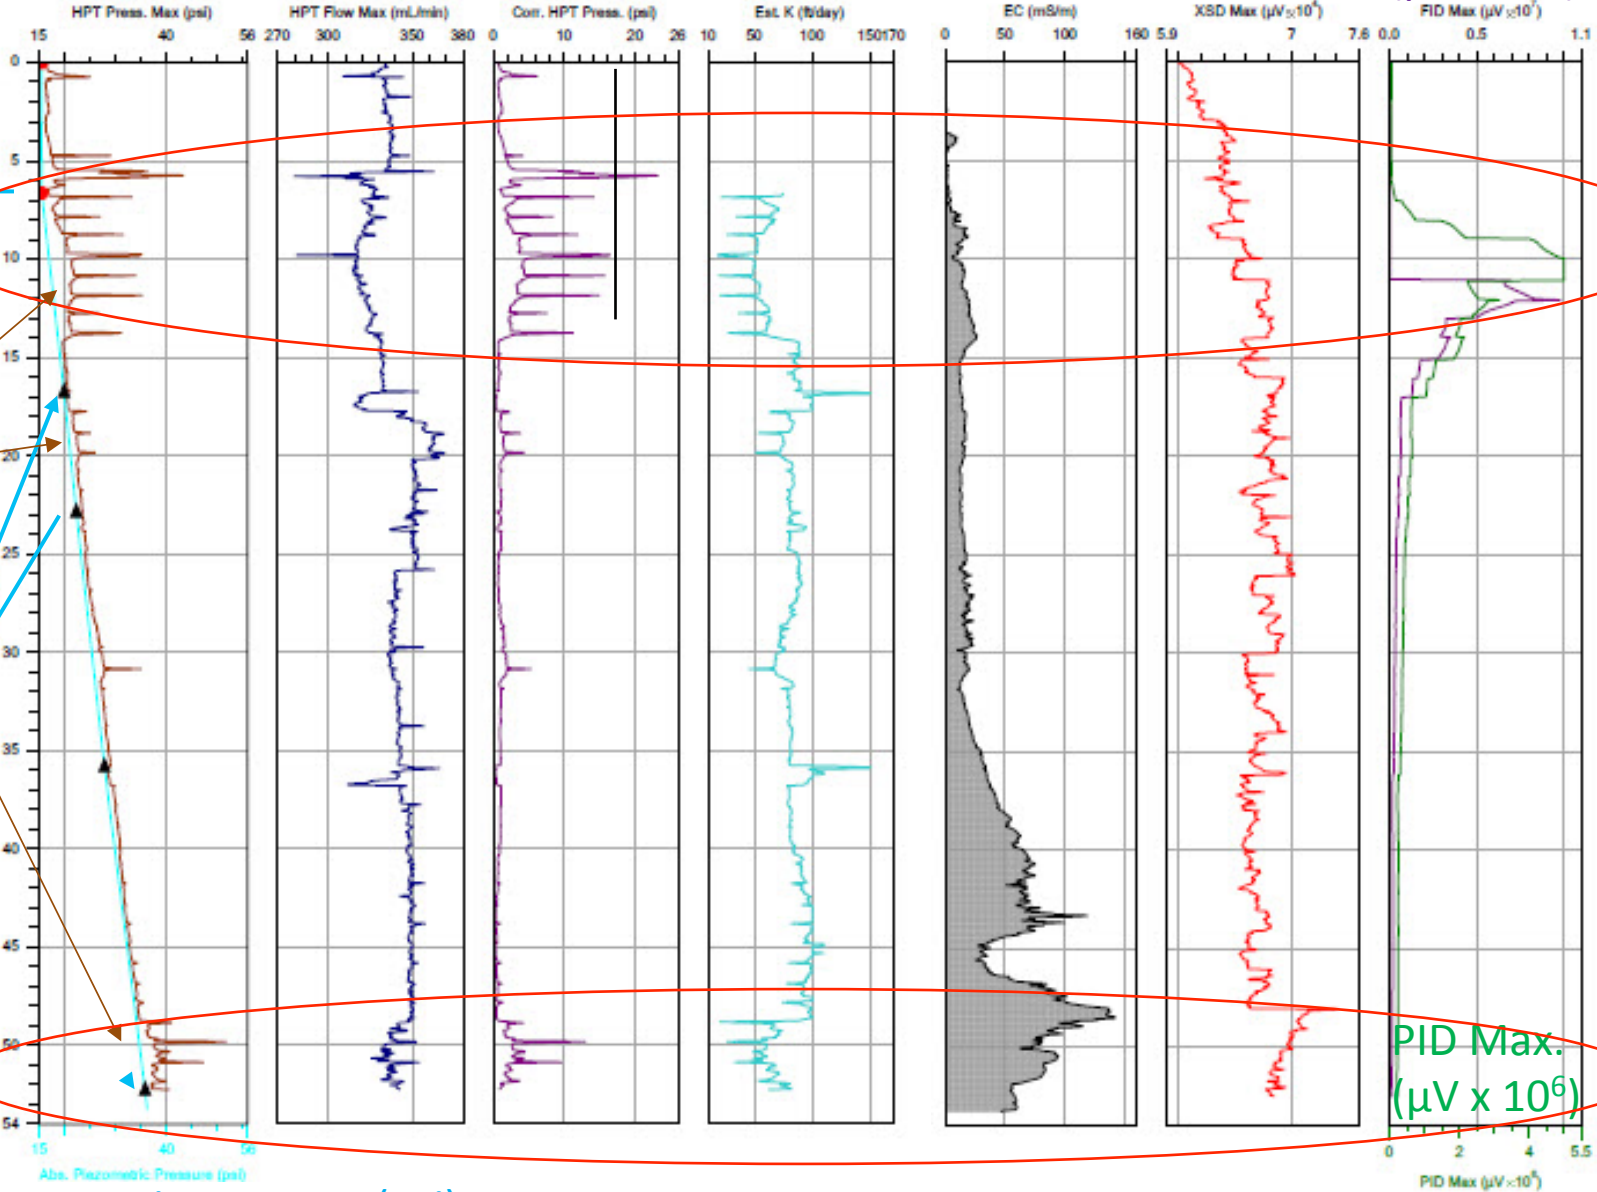 HPT Press. Max (psi)
HPT Flow Max (mL/min)
Corr. HPT Press. (psi)
Est. K (ft/day)
EC (mS/m)
XSD Max (µV×10⁴)
FID Max (µV×10⁷)
15 40 56
270 300 350 380
0 10 20 26
10 50 100 150 170
0 50 100 160
5.9 7 7.6
0.0 0.5 1.1
0
5
10
15
20
25
30
35
40
45
50
54
PID Max.
(µV x 10⁶)
15 40 56
0 2 4 5.5
Abs. Piezometric Pressure (psi)
PID Max (µV×10⁶)